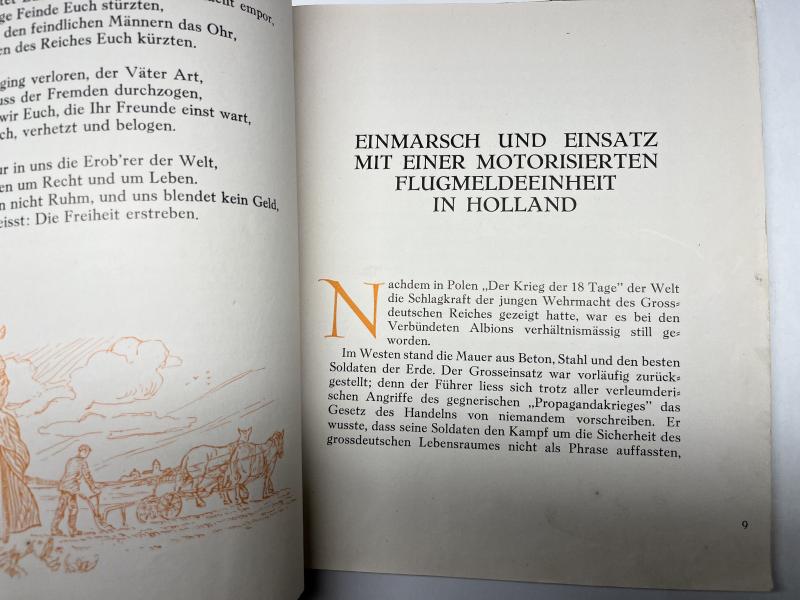 empor,
ge Feinde Euch stürzten,
den feindlichen Männern das Ohr,
en des Reiches Euch kürzten.
ging verloren, der Väter Art,
uss der Fremden durchzogen,
wir Euch, die Ihr Freunde einst wart,
ch, verhetzt und belogen.
ur in uns die Erob'rer der Welt,
en um Recht und um Leben.
n nicht Ruhm, und uns blendet kein Geld,
eisst: Die Freiheit erstreben.
EINMARSCH UND EINSATZ
MIT EINER MOTORISIERTEN
FLUGMELDEEINHEIT
IN HOLLAND
Nachdem in Polen „Der Krieg der 18 Tage" der Welt
die Schlagkraft der jungen Wehrmacht des Gross-
deutschen Reiches gezeigt hatte, war es bei den
Verbündeten Albions verhältnismässig still ge-
worden.
Im Westen stand die Mauer aus Beton, Stahl und den besten
Soldaten der Erde. Der Grosseinsatz war vorläufig zurück-
gestellt; denn der Führer liess sich trotz aller verleumderi-
schen Angriffe des gegnerischen „Propagandakrieges" das
Gesetz des Handelns von niemandem vorschreiben. Er
wusste, dass seine Soldaten den Kampf um die Sicherheit des
grossdeutschen Lebensraumes nicht als Phrase auffassten,
9